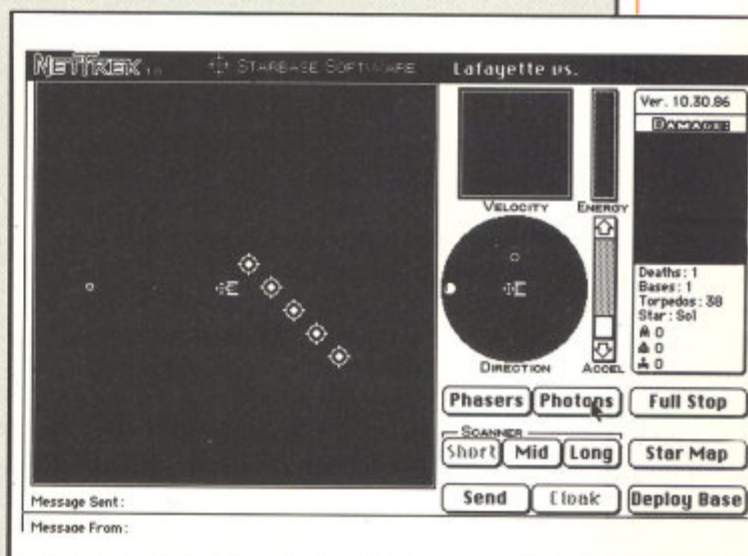 NETTREK 1.0 STARBASE SOFTWARE Lafayette vs.
Ver. 10.30.86
DAMAGE:
VELOCITY ENERGY
Deaths: 1
Bases: 1
Torpedos: 38
Star: Sol
0
0
0
DIRECTION ACCEL
Phasers Photons Full Stop
SCANNER
Short Mid Long Star Map
Send Cloak Deploy Base
Message Sent:
Message From: